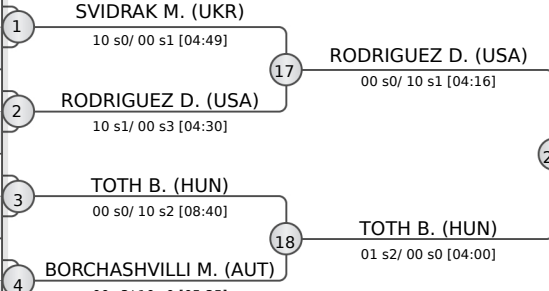 SVIDRAK M. (UKR)
1
10 s0/ 00 s1 [04:49]
RODRIGUEZ D. (USA)
17
00 s0/ 10 s1 [04:16]
RODRIGUEZ D. (USA)
2
10 s1/ 00 s3 [04:30]
TOTH B. (HUN)
3
00 s0/ 10 s2 [08:40]
TOTH B. (HUN)
18
01 s2/ 00 s0 [04:00]
BORCHASHVILLI M. (AUT)
4